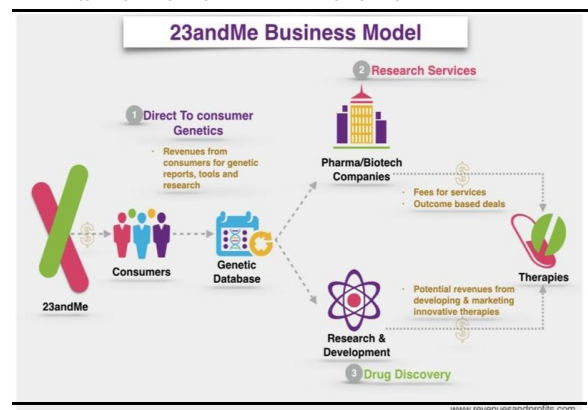 23andMe Business Model
2 Research Services
1 Direct To consumer
Genetics
Revenues from
consumers for genetic
reports, tools and
research
Pharma/Biotech
Companies
$
Fees for services
Outcome based deals
$
23andMe
Consumers
Genetic
Database
Therapies
Potential revenues from
developing & marketing
innovative therapies
$
Research &
Development
3 Drug Discovery
www.revenuesandprofits.com